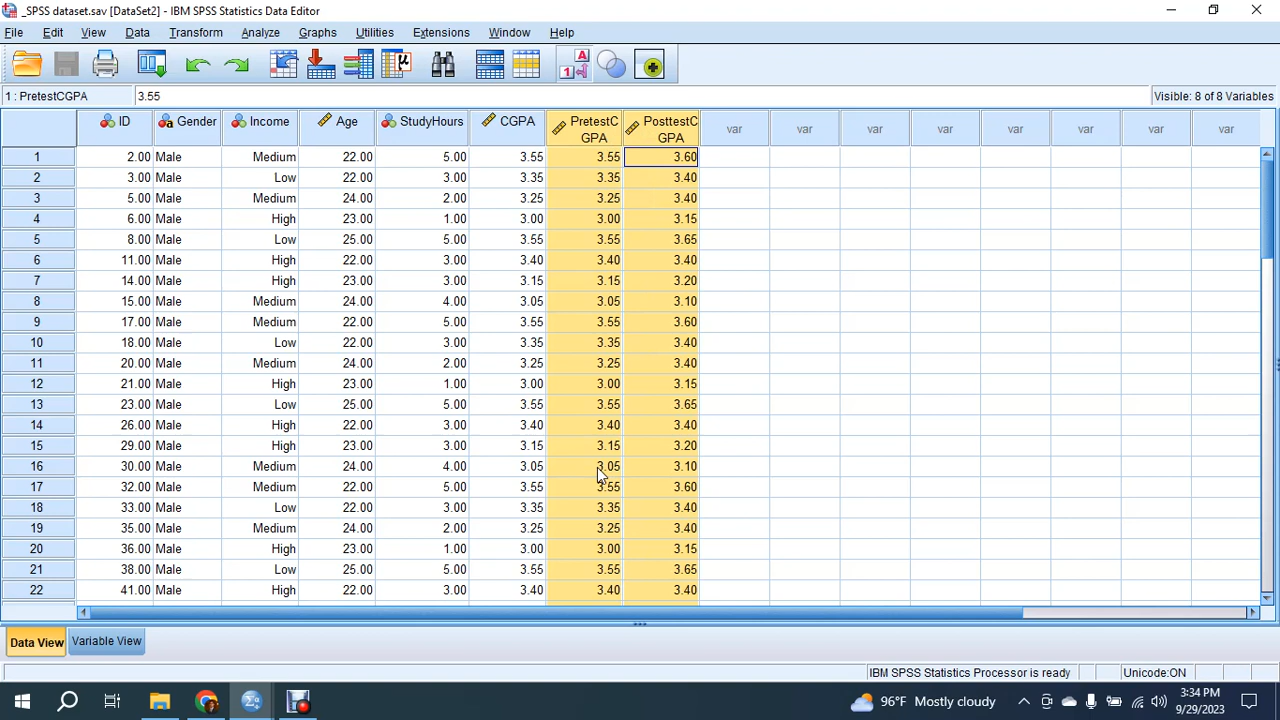 _SPSS dataset.sav [DataSet2] - IBM SPSS Statistics Data Editor
File Edit View Data Transform Analyze Graphs Utilities Extensions Window Help
1 : PretestCGPA 3.55 Visible: 8 of 8 Variables
ID Gender Income Age StudyHours CGPA PretestC PosttestC var var var var var var var var
GPA GPA
1 2.00 Male Medium 22.00 5.00 3.55 3.55 3.60
2 3.00 Male Low 22.00 3.00 3.35 3.35 3.40
3 5.00 Male Medium 24.00 2.00 3.25 3.25 3.40
4 6.00 Male High 23.00 1.00 3.00 3.00 3.15
5 8.00 Male Low 25.00 5.00 3.55 3.55 3.65
6 11.00 Male High 22.00 3.00 3.40 3.40 3.40
7 14.00 Male High 23.00 3.00 3.15 3.15 3.20
8 15.00 Male Medium 24.00 4.00 3.05 3.05 3.10
9 17.00 Male Medium 22.00 5.00 3.55 3.55 3.60
10 18.00 Male Low 22.00 3.00 3.35 3.35 3.40
11 20.00 Male Medium 24.00 2.00 3.25 3.25 3.40
12 21.00 Male High 23.00 1.00 3.00 3.00 3.15
13 23.00 Male Low 25.00 5.00 3.55 3.55 3.65
14 26.00 Male High 22.00 3.00 3.40 3.40 3.40
15 29.00 Male High 23.00 3.00 3.15 3.15 3.20
16 30.00 Male Medium 24.00 4.00 3.05 3.05 3.10
17 32.00 Male Medium 22.00 5.00 3.55 3.55 3.60
18 33.00 Male Low 22.00 3.00 3.35 3.35 3.40
19 35.00 Male Medium 24.00 2.00 3.25 3.25 3.40
20 36.00 Male High 23.00 1.00 3.00 3.00 3.15
21 38.00 Male Low 25.00 5.00 3.55 3.55 3.65
22 41.00 Male High 22.00 3.00 3.40 3.40 3.40
Data View Variable View
IBM SPSS Statistics Processor is ready Unicode:ON
96°F Mostly cloudy 3:34 PM
9/29/2023